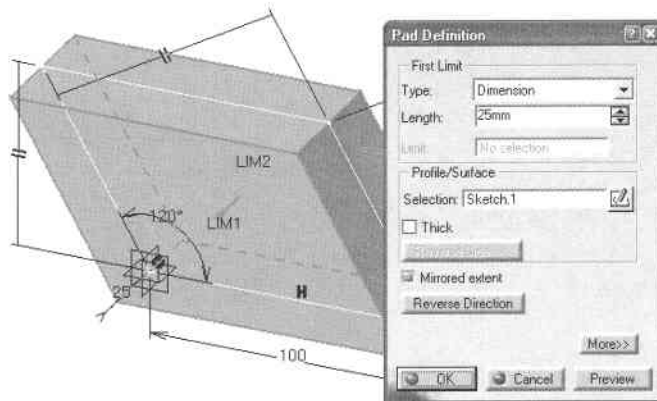 LIM2
LIM1
120°
25
H
100
Pad Definition
First Limit
Type: Dimension
Length: 25mm
Limit: No selection
Profile/Surface
Selection: Sketch.1
Thick
Mirrored extent
Reverse Direction
More>>
OK Cancel Preview